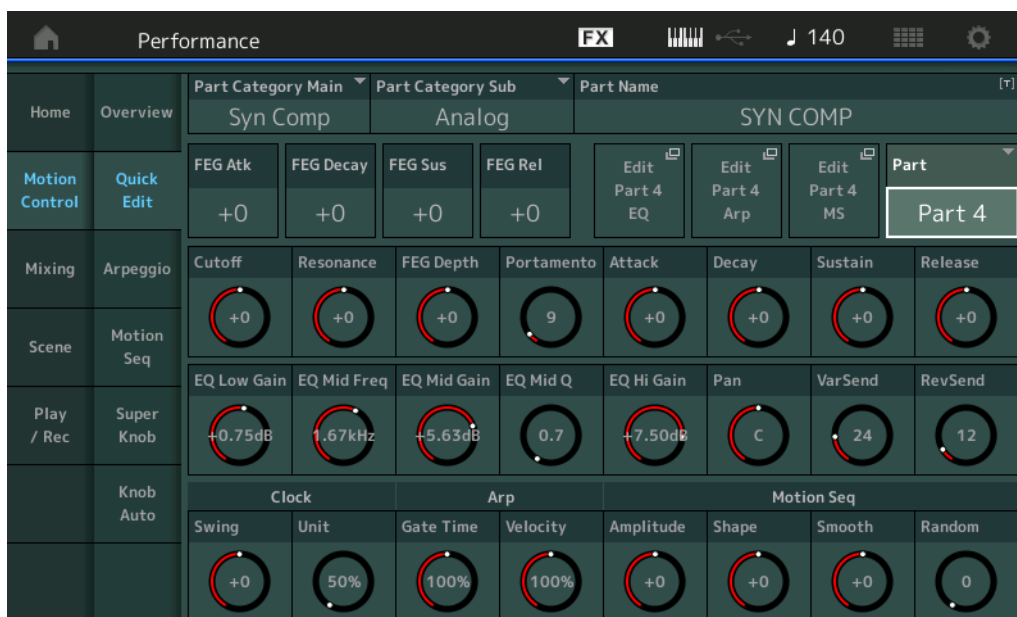 Performance
FX
140
Home
Overview
Part Category Main
Part Category Sub
Part Name
[T]
Syn Comp
Analog
SYN COMP
Motion
Control
Quick
Edit
FEG Atk
FEG Decay
FEG Sus
FEG Rel
+0
+0
+0
+0
Edit
Part 4
EQ
Edit
Part 4
Arp
Edit
Part 4
MS
Part
Part 4
Mixing
Arpeggio
Cutoff
Resonance
FEG Depth
Portamento
Attack
Decay
Sustain
Release
+0
+0
+0
9
+0
+0
+0
+0
Scene
Motion
Seq
EQ Low Gain
EQ Mid Freq
EQ Mid Gain
EQ Mid Q
EQ Hi Gain
Pan
VarSend
RevSend
+0.75dB
1.67kHz
+5.63dB
0.7
+7.50dB
C
24
12
Play
/ Rec
Super
Knob
Knob
Auto
Clock
Arp
Motion Seq
Swing
Unit
Gate Time
Velocity
Amplitude
Shape
Smooth
Random
+0
50%
100%
100%
+0
+0
+0
0